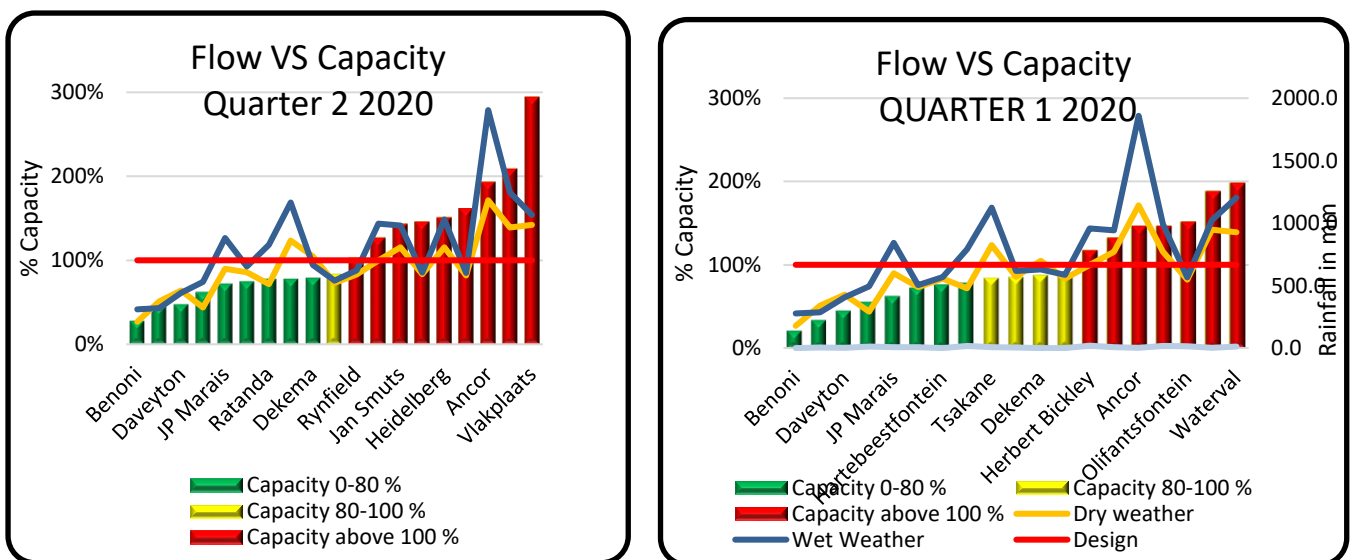 Flow VS Capacity
Quarter 2 2020
300%
200%
100%
0%
% Capacity
Benoni
Daveyton
JP Marais
Ratanda
Dekema
Rynfield
Jan Smuts
Heidelberg
Ancor
Vlakplaats
Capacity 0-80 %
Capacity 80-100 %
Capacity above 100 %
Flow VS Capacity
QUARTER 1 2020
300%
200%
100%
0%
% Capacity
2000.0
1500.0
1000.0
500.0
0.0
Rainfall in mm
Benoni
Daveyton
JP Marais
Hartebeestfontein
Tsakane
Dekema
Herbert Bickley
Ancor
Olifantsfontein
Waterval
Capacity 0-80 %
Capacity 80-100 %
Capacity above 100 %
Dry weather
Wet Weather
Design